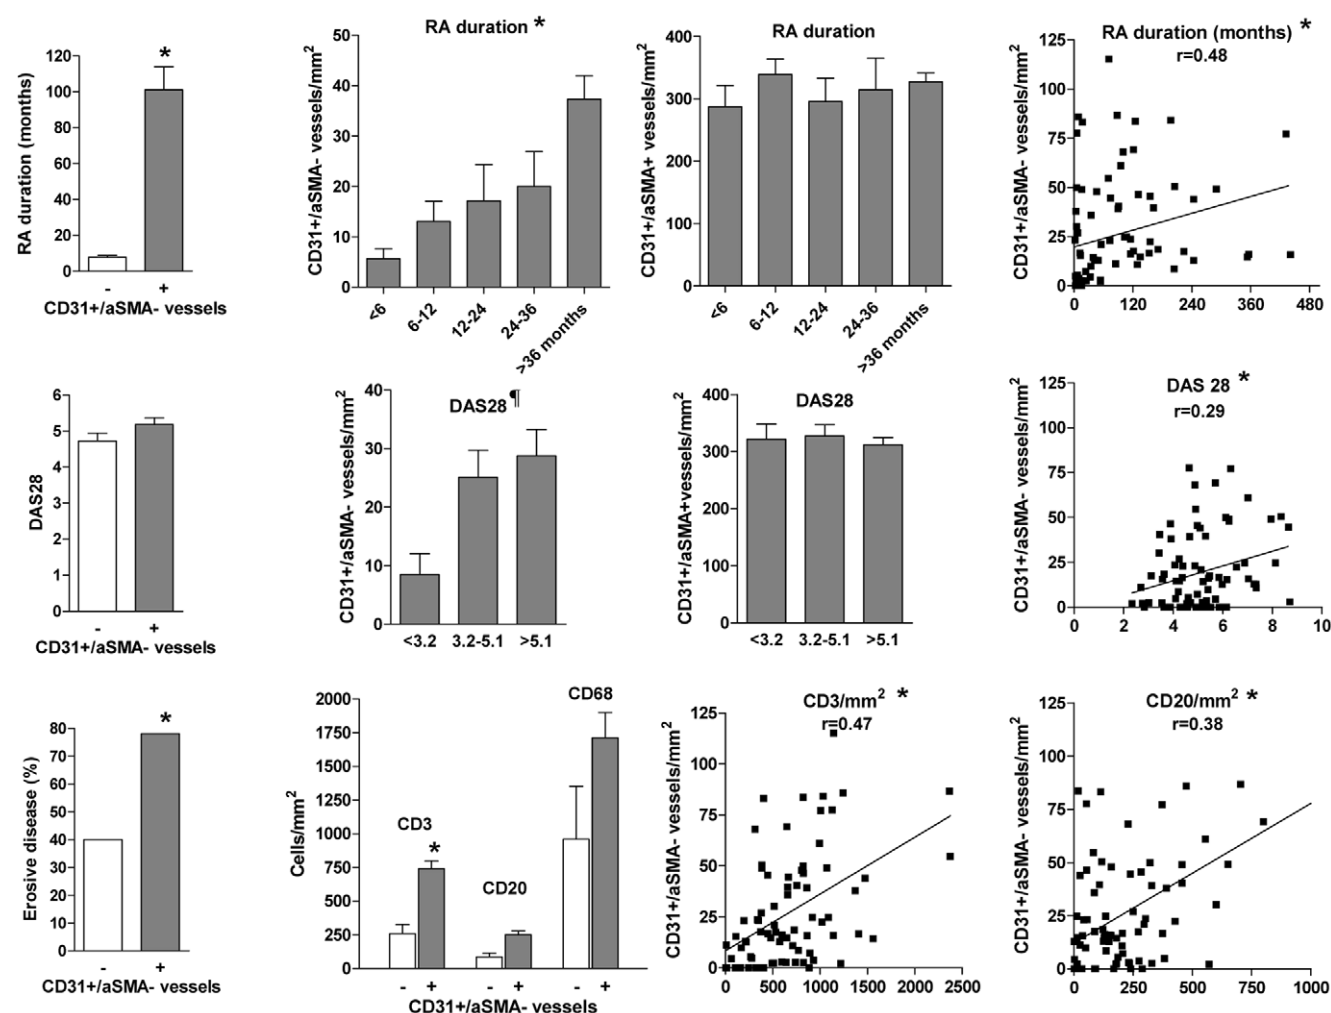 RA duration (months)
120
100
80
60
40
20
0
*
- +
CD31+/aSMA- vessels
RA duration *
CD31+/aSMA- vessels/mm²
50
40
30
20
10
0
<6
6-12
12-24
24-36
>36 months
RA duration
CD31+/aSMA+ vessels/mm²
400
300
200
100
0
<6
6-12
12-24
24-36
>36 months
RA duration (months) *
r=0.48
CD31+/aSMA- vessels/mm²
125
100
75
50
25
0
0 120 240 360 480
DAS28
6
5
4
3
2
1
0
- +
CD31+/aSMA- vessels
DAS28¶
CD31+/aSMA- vessels/mm²
40
30
20
10
0
<3.2 3.2-5.1 >5.1
DAS28
CD31+/aSMA+vessels/mm²
400
300
200
100
0
<3.2 3.2-5.1 >5.1
DAS 28 *
r=0.29
CD31+/aSMA- vessels/mm²
125
100
75
50
25
0
0 2 4 6 8 10
Erosive disease (%)
80
70
60
50
40
30
20
10
0
*
- +
CD31+/aSMA- vessels
Cells/mm²
2000
1750
1500
1250
1000
750
500
250
0
CD3
*
CD20
CD68
- + - + - +
CD31+/aSMA- vessels
CD3/mm² *
r=0.47
CD31+/aSMA- vessels/mm²
125
100
75
50
25
0
0 500 1000 1500 2000 2500
CD20/mm² *
r=0.38
CD31+/aSMA- vessels/mm²
125
100
75
50
25
0
0 250 500 750 1000